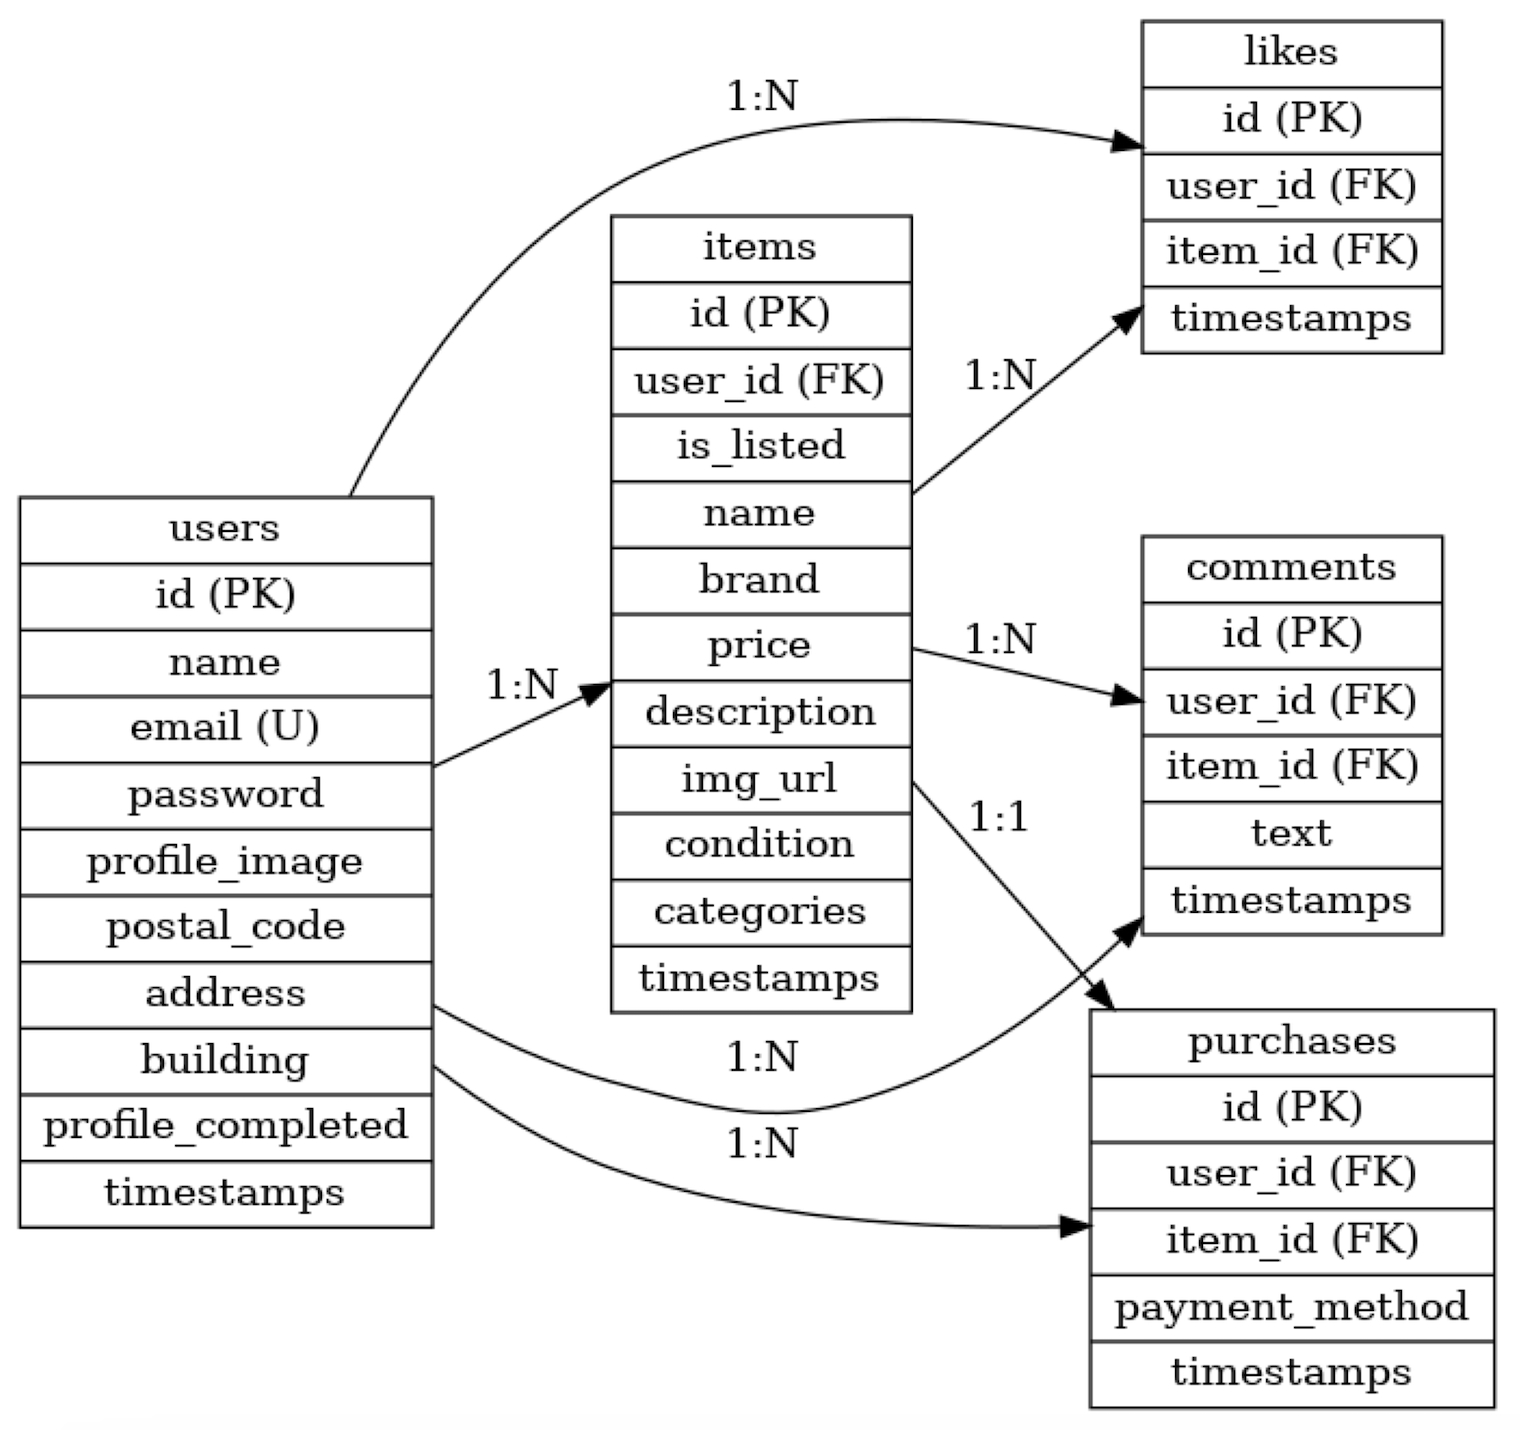 users
id (PK)
name
email (U)
password
profile_image
postal_code
address
building
profile_completed
timestamps
1:N
1:N
1:N
1:N
items
id (PK)
user_id (FK)
is_listed
name
brand
price
description
img_url
condition
categories
timestamps
1:N
1:N
1:1
likes
id (PK)
user_id (FK)
item_id (FK)
timestamps
comments
id (PK)
user_id (FK)
item_id (FK)
text
timestamps
purchases
id (PK)
user_id (FK)
item_id (FK)
payment_method
timestamps